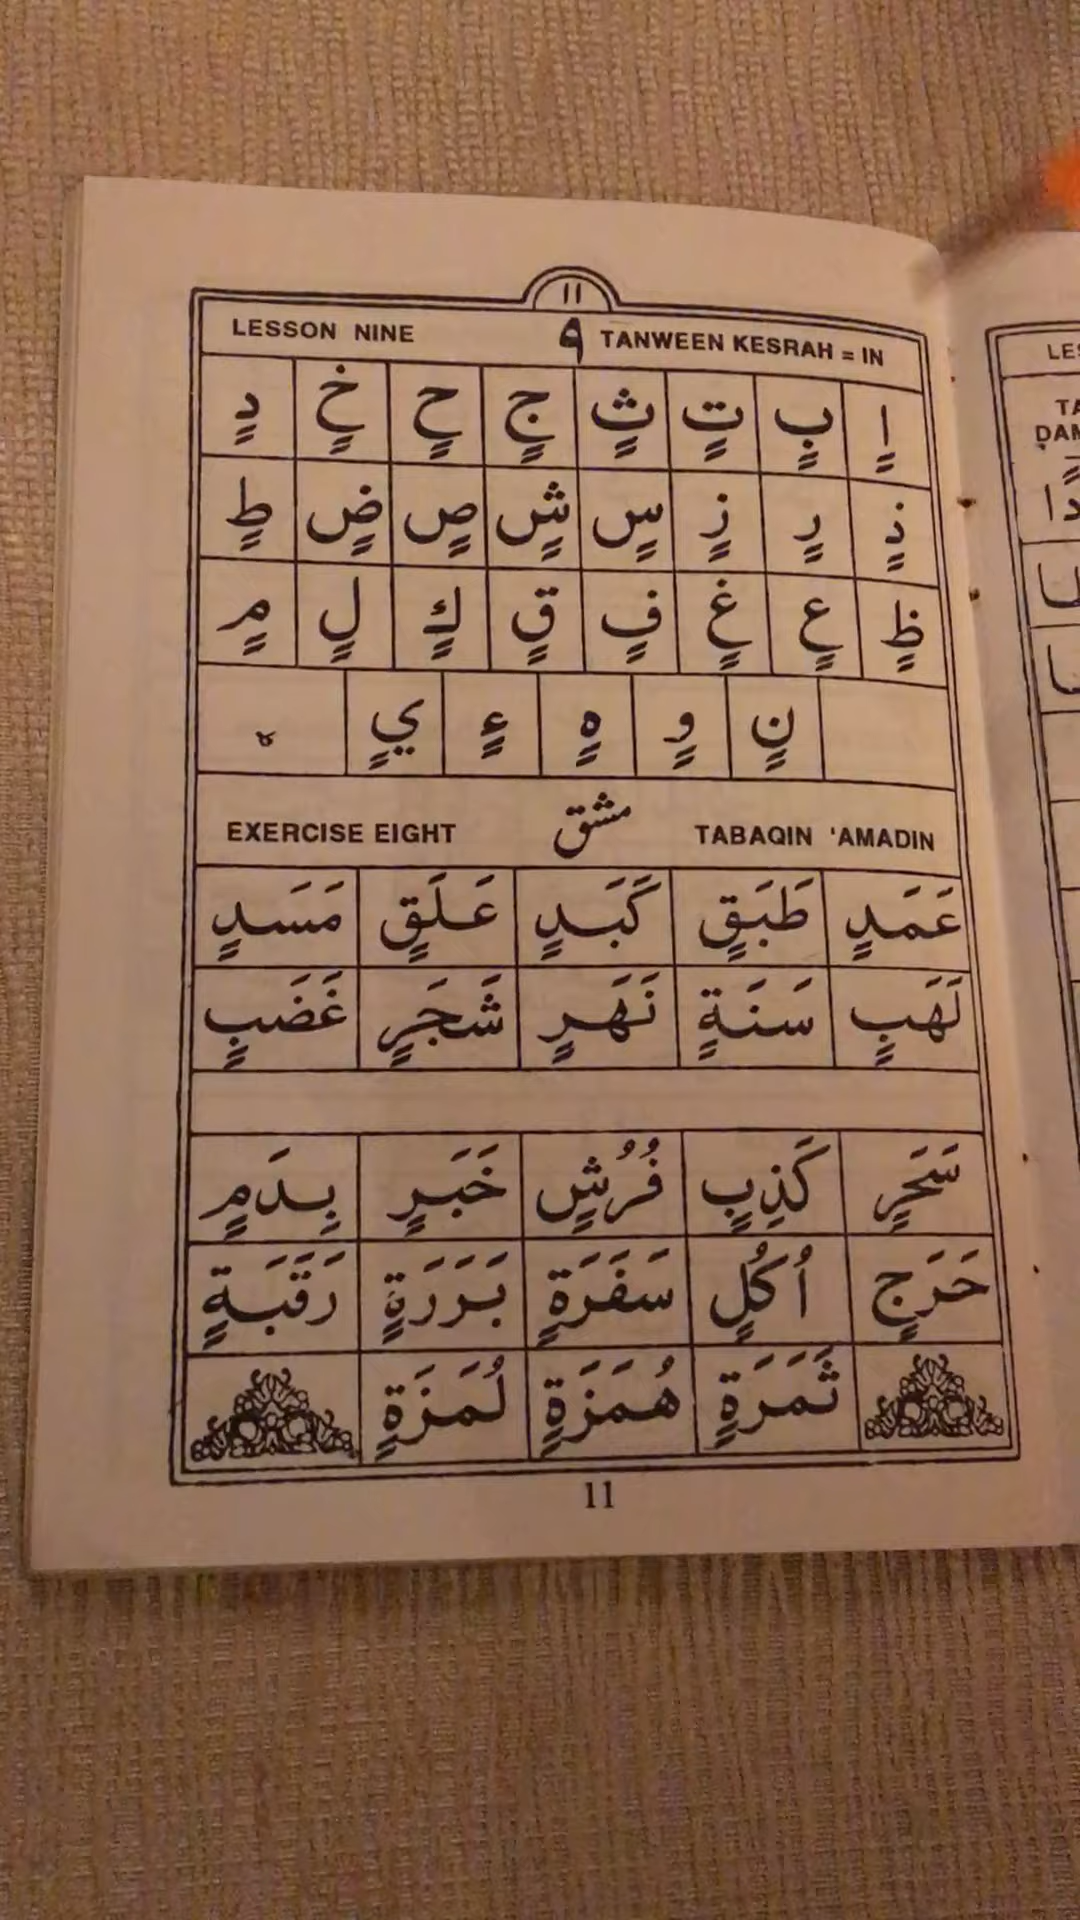 ١١
LESSON NINE ٩ TANWEEN KESRAH = IN
اٍ بٍ تٍ ثٍ جٍ حٍ خٍ دٍ
ذٍ رٍ زٍ سٍ شٍ صٍ ضٍ طٍ
ظٍ عٍ غٍ فٍ قٍ كٍ لٍ مٍ
نٍ وٍ هٍ ءٍ يٍ
EXERCISE EIGHT مشق TABAQIN 'AMADIN
عَمَدٍ طَبَقٍ كَبَدٍ عَلَقٍ مَسَدٍ
لَهَبٍ سَنَةٍ نَهَرٍ شَجَرٍ غَضَبٍ
سَحَرٍ كَذِبٍ فُرُشٍ خَبَرٍ بِدَمٍ
حَرَجٍ اُكُلٍ سَفَرَةٍ بَرَرَةٍ رَقَبَةٍ
ثَمَرَةٍ هُمَزَةٍ لُمَزَةٍ
11